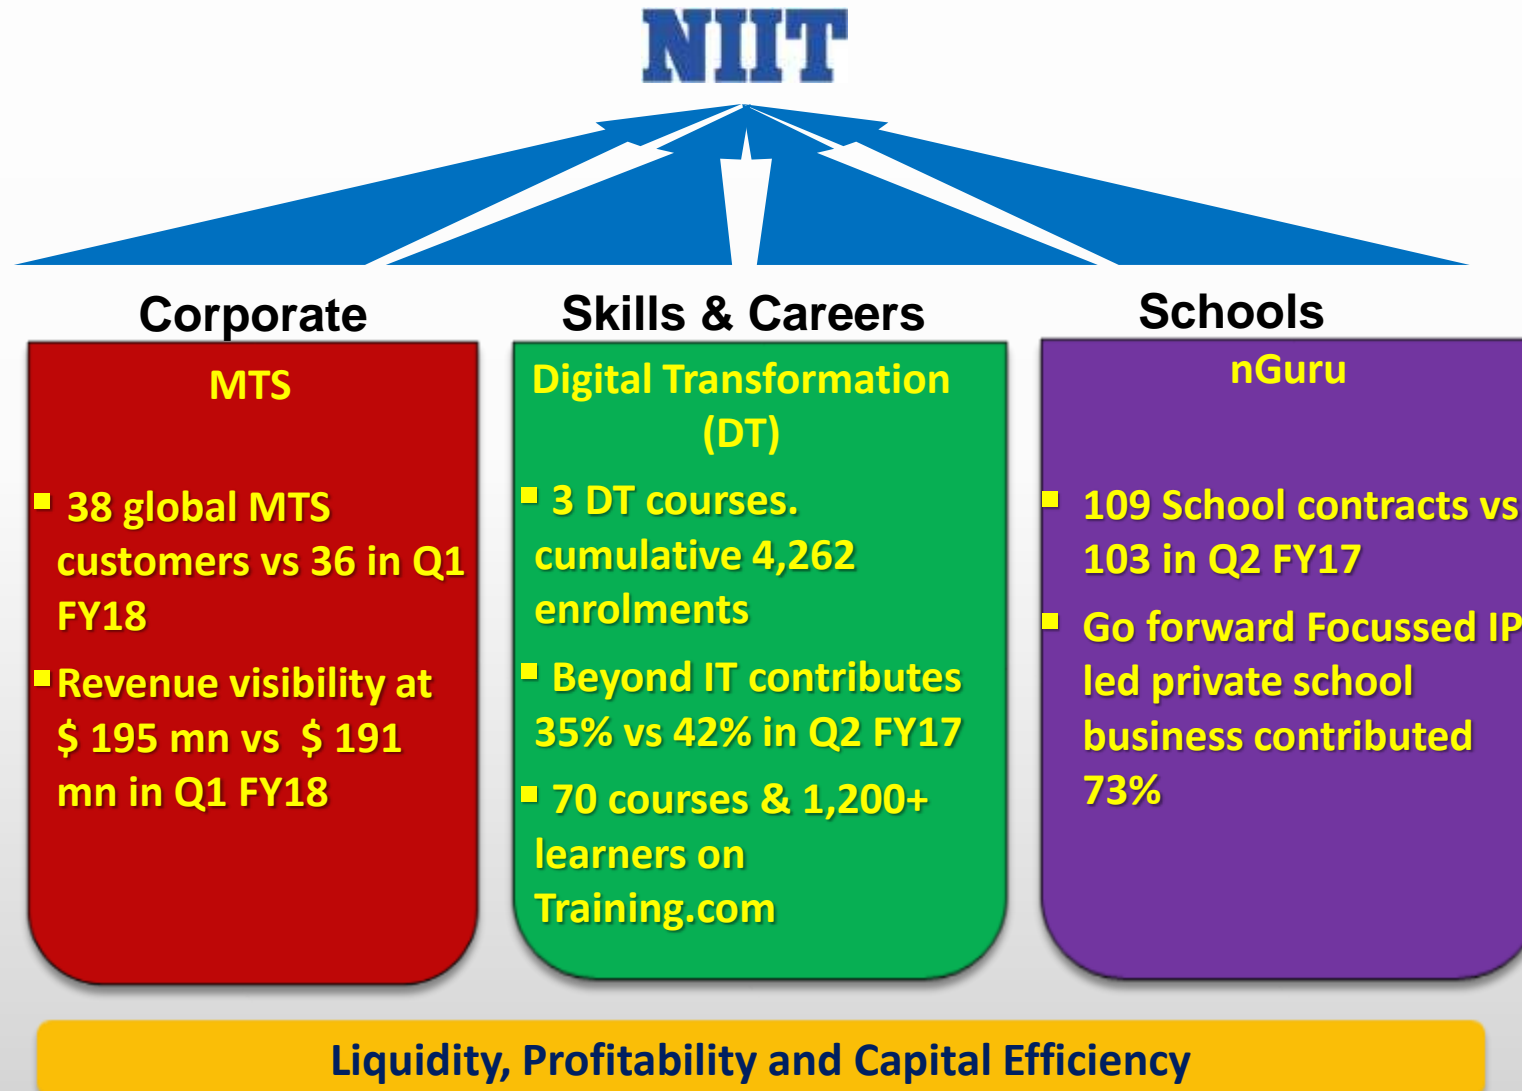 NIIT
Corporate
MTS
▪ 38 global MTS
customers vs 36 in Q1
FY18
▪ Revenue visibility at
$ 195 mn vs $ 191
mn in Q1 FY18
Skills & Careers
Digital Transformation
(DT)
▪ 3 DT courses.
cumulative 4,262
enrolments
▪ Beyond IT contributes
35% vs 42% in Q2 FY17
▪ 70 courses & 1,200+
learners on
Training.com
Schools
nGuru
▪ 109 School contracts vs
103 in Q2 FY17
▪ Go forward Focussed IP
led private school
business contributed
73%
Liquidity, Profitability and Capital Efficiency